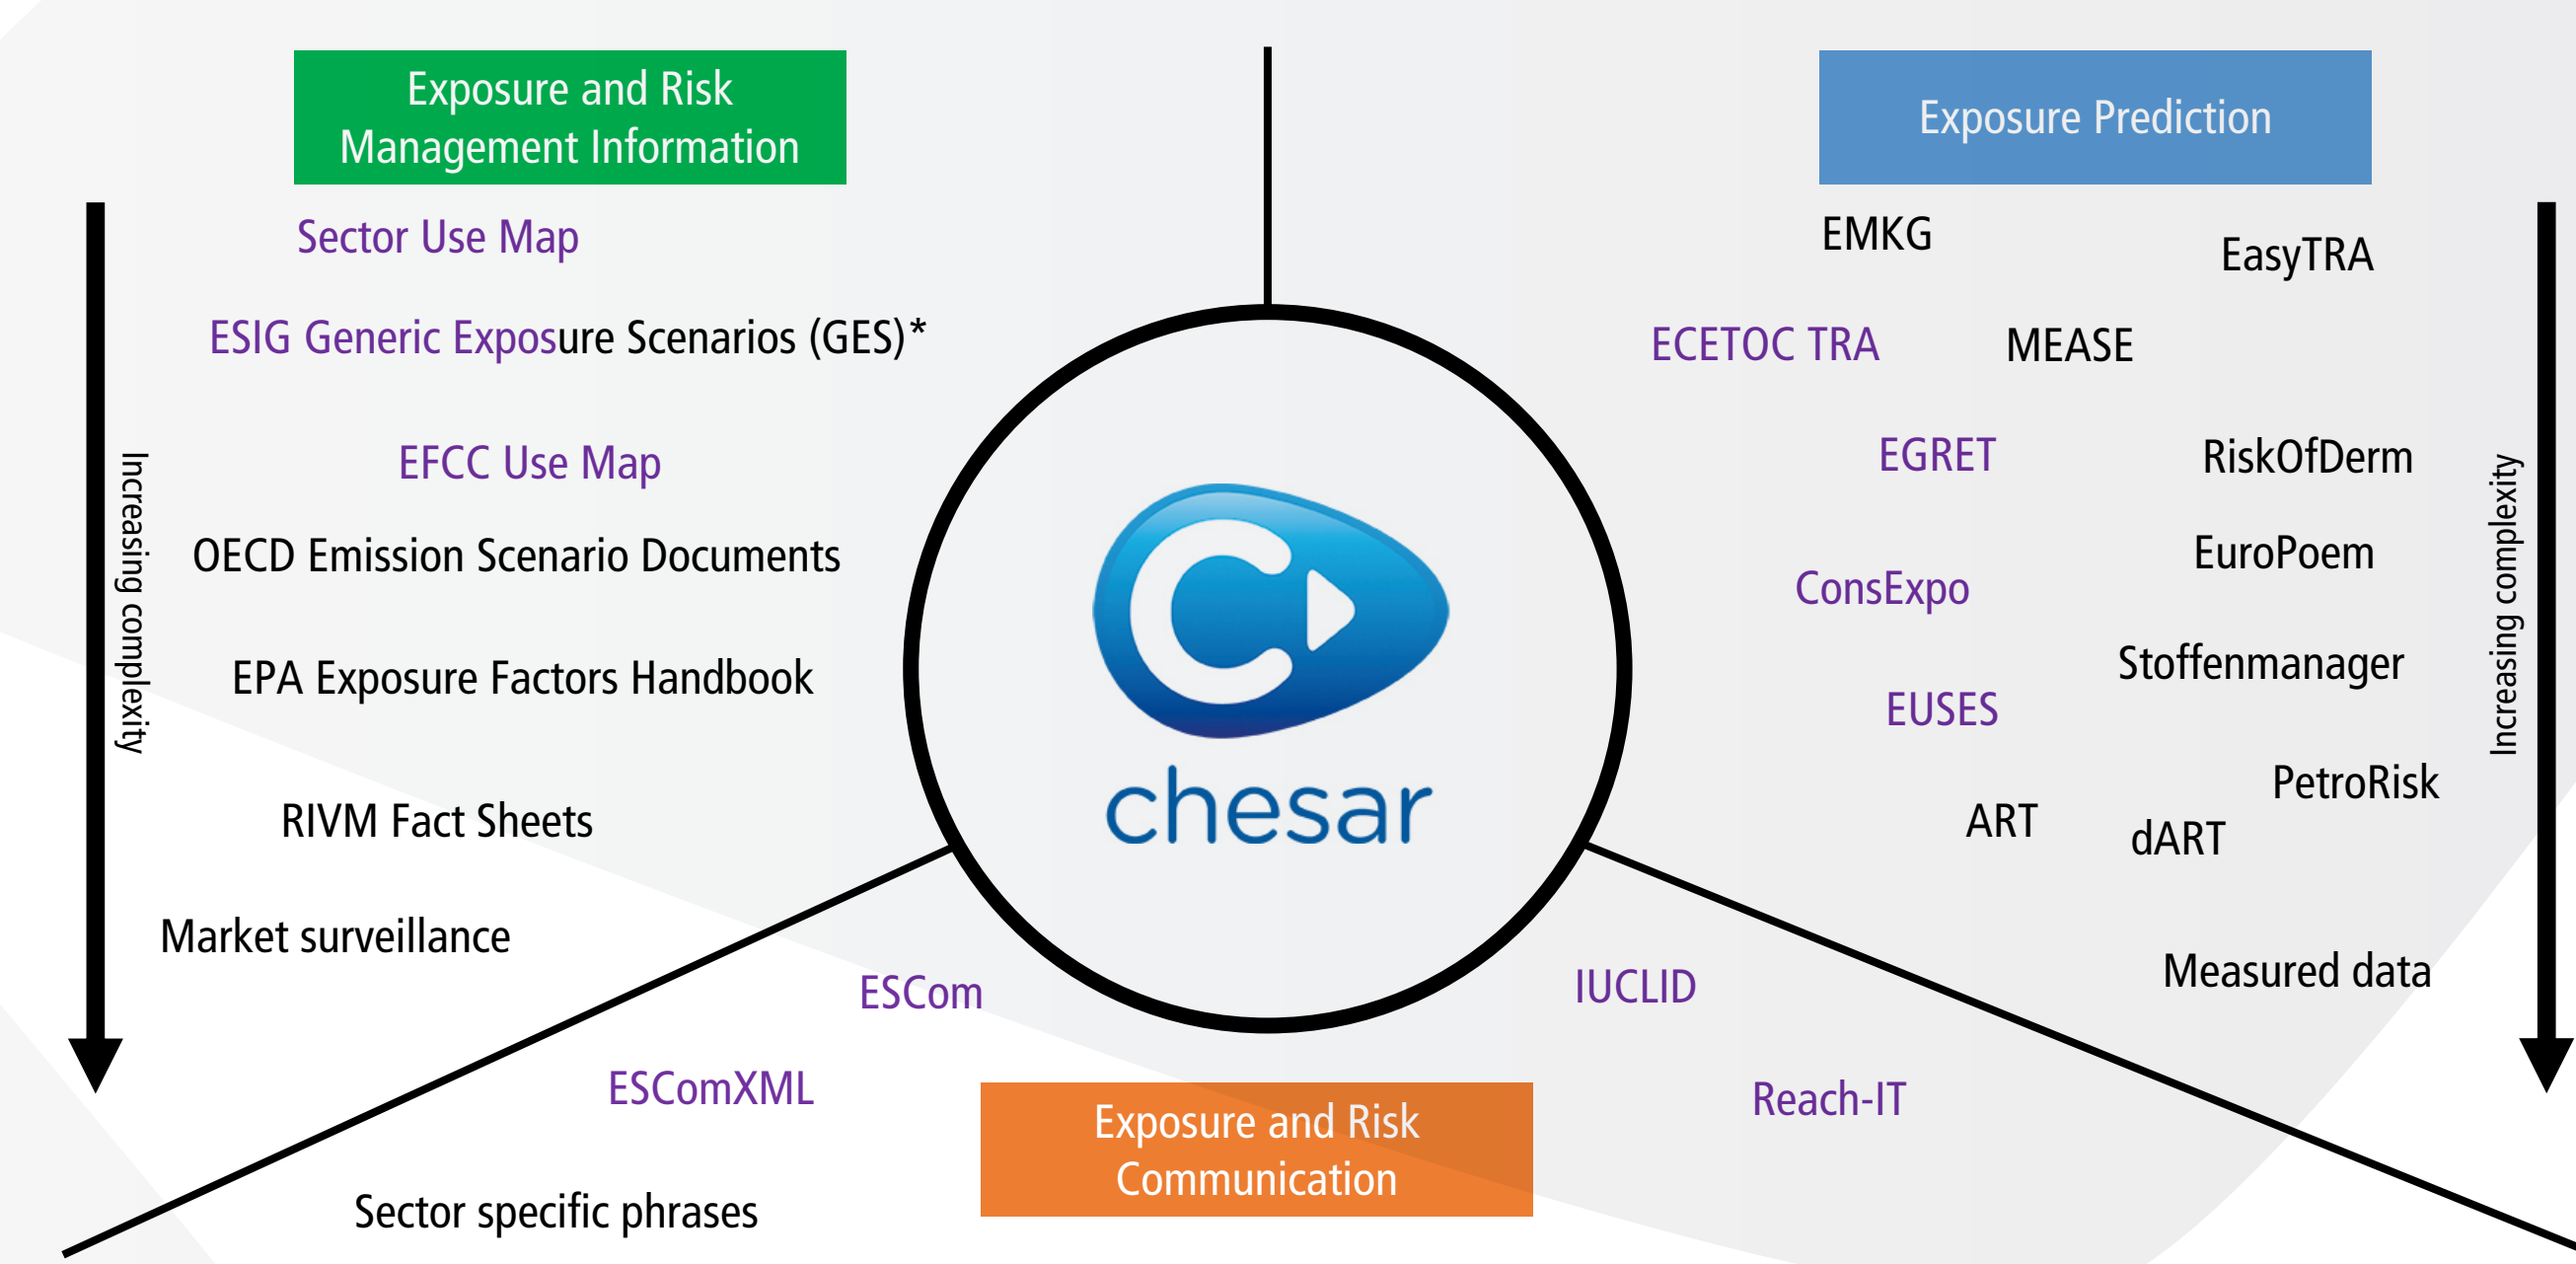 Exposure and Risk
Management Information
Sector Use Map
ESIG Generic Exposure Scenarios (GES)*
EFCC Use Map
OECD Emission Scenario Documents
EPA Exposure Factors Handbook
RIVM Fact Sheets
Market surveillance
Increasing complexity
chesar
Exposure Prediction
EMKG
EasyTRA
ECETOC TRA
MEASE
EGRET
RiskOfDerm
EuroPoem
ConsExpo
Stoffenmanager
EUSES
PetroRisk
ART
dART
Measured data
Increasing complexity
ESCom
IUCLID
ESComXML
Reach-IT
Exposure and Risk
Communication
Sector specific phrases